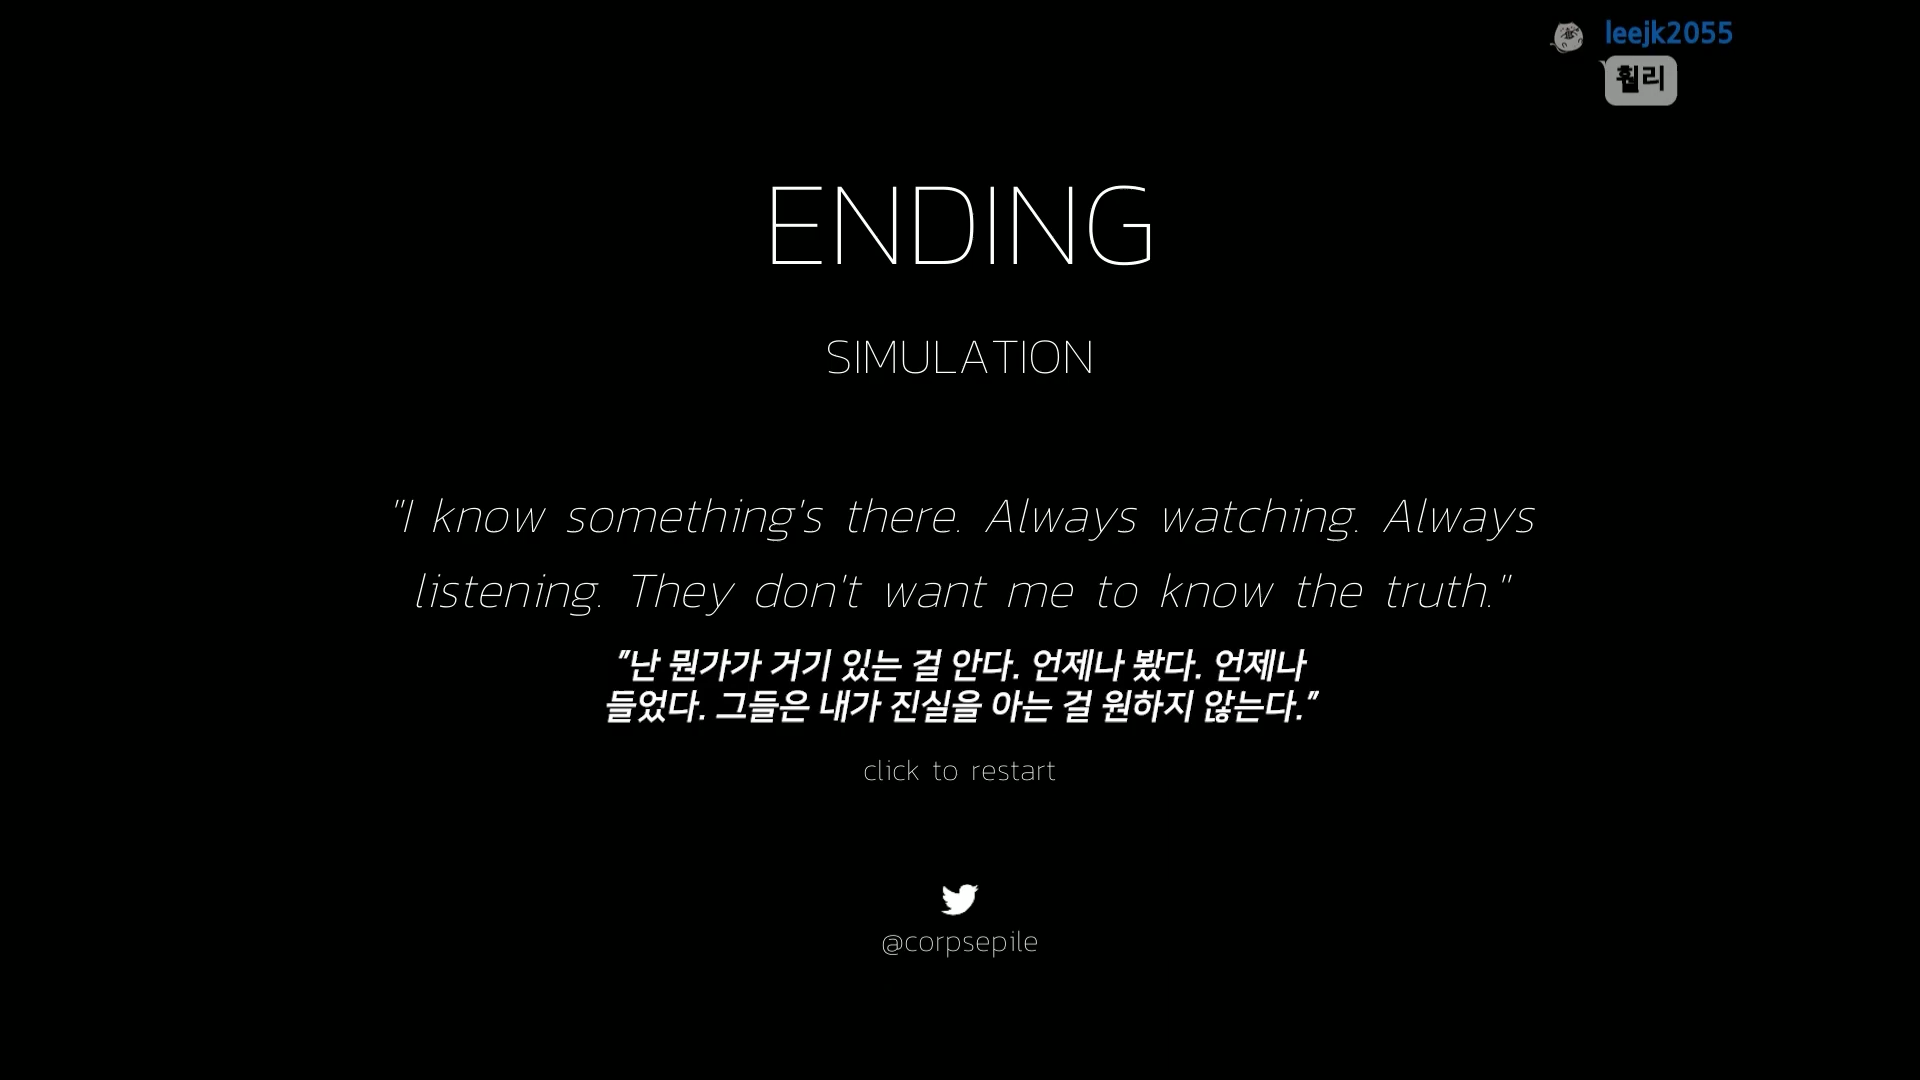 leejk2055
훨리
ENDING
SIMULATION
"I know something's there. Always watching. Always
listening. They don't want me to know the truth."
"난 뭔가가 거기 있는 걸 안다. 언제나 봤다. 언제나
들었다. 그들은 내가 진실을 아는 걸 원하지 않는다."
click to restart
@corpsepile